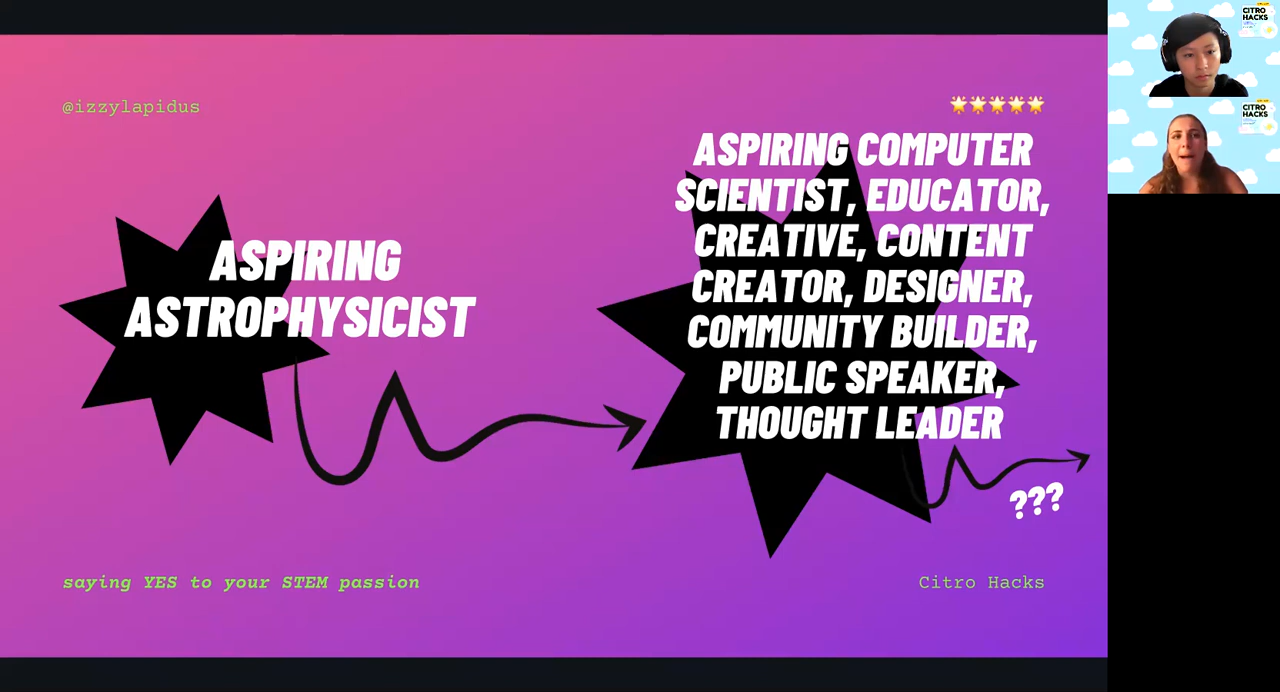 @izzylapidus
ASPIRING
ASTROPHYSICIST
ASPIRING COMPUTER
SCIENTIST, EDUCATOR,
CREATIVE, CONTENT
CREATOR, DESIGNER,
COMMUNITY BUILDER,
PUBLIC SPEAKER,
THOUGHT LEADER
???
saying YES to your STEM passion
Citro Hacks
CITRO
HACKS
CITRO
HACKS